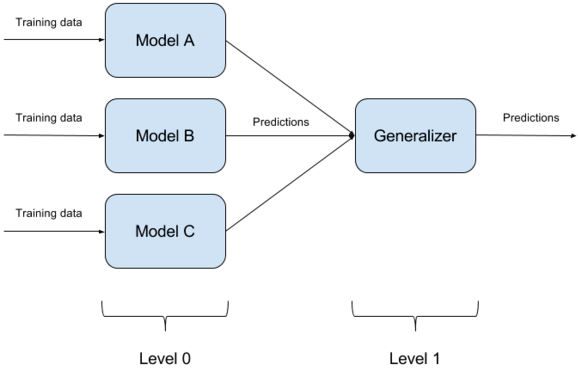 Training data
Model A
Training data
Model B
Predictions
Generalizer
Predictions
Training data
Model C
Level 0
Level 1